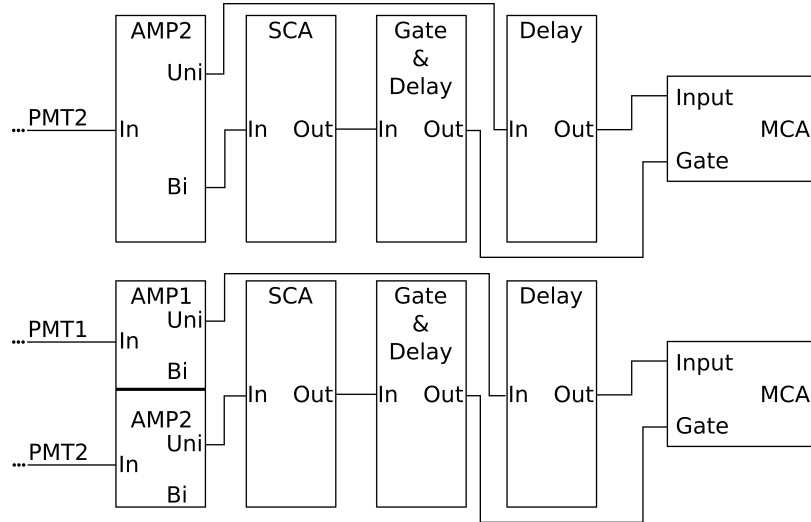 AMP2
Uni
PMT2
In
Bi
SCA
In Out
Gate
&
Delay
In Out
Delay
In Out
Input
MCA
Gate
AMP1
Uni
PMT1
In
Bi
AMP2
Uni
PMT2
In
Bi
SCA
In Out
Gate
&
Delay
In Out
Delay
In Out
Input
MCA
Gate